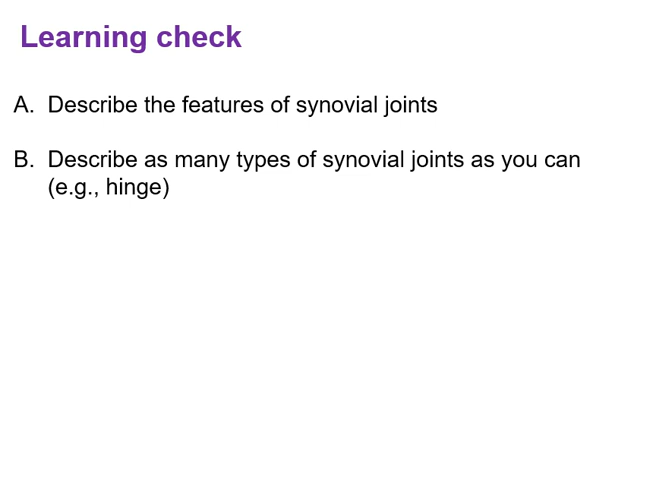 Learning check
A. Describe the features of synovial joints
B. Describe as many types of synovial joints as you can
(e.g., hinge)